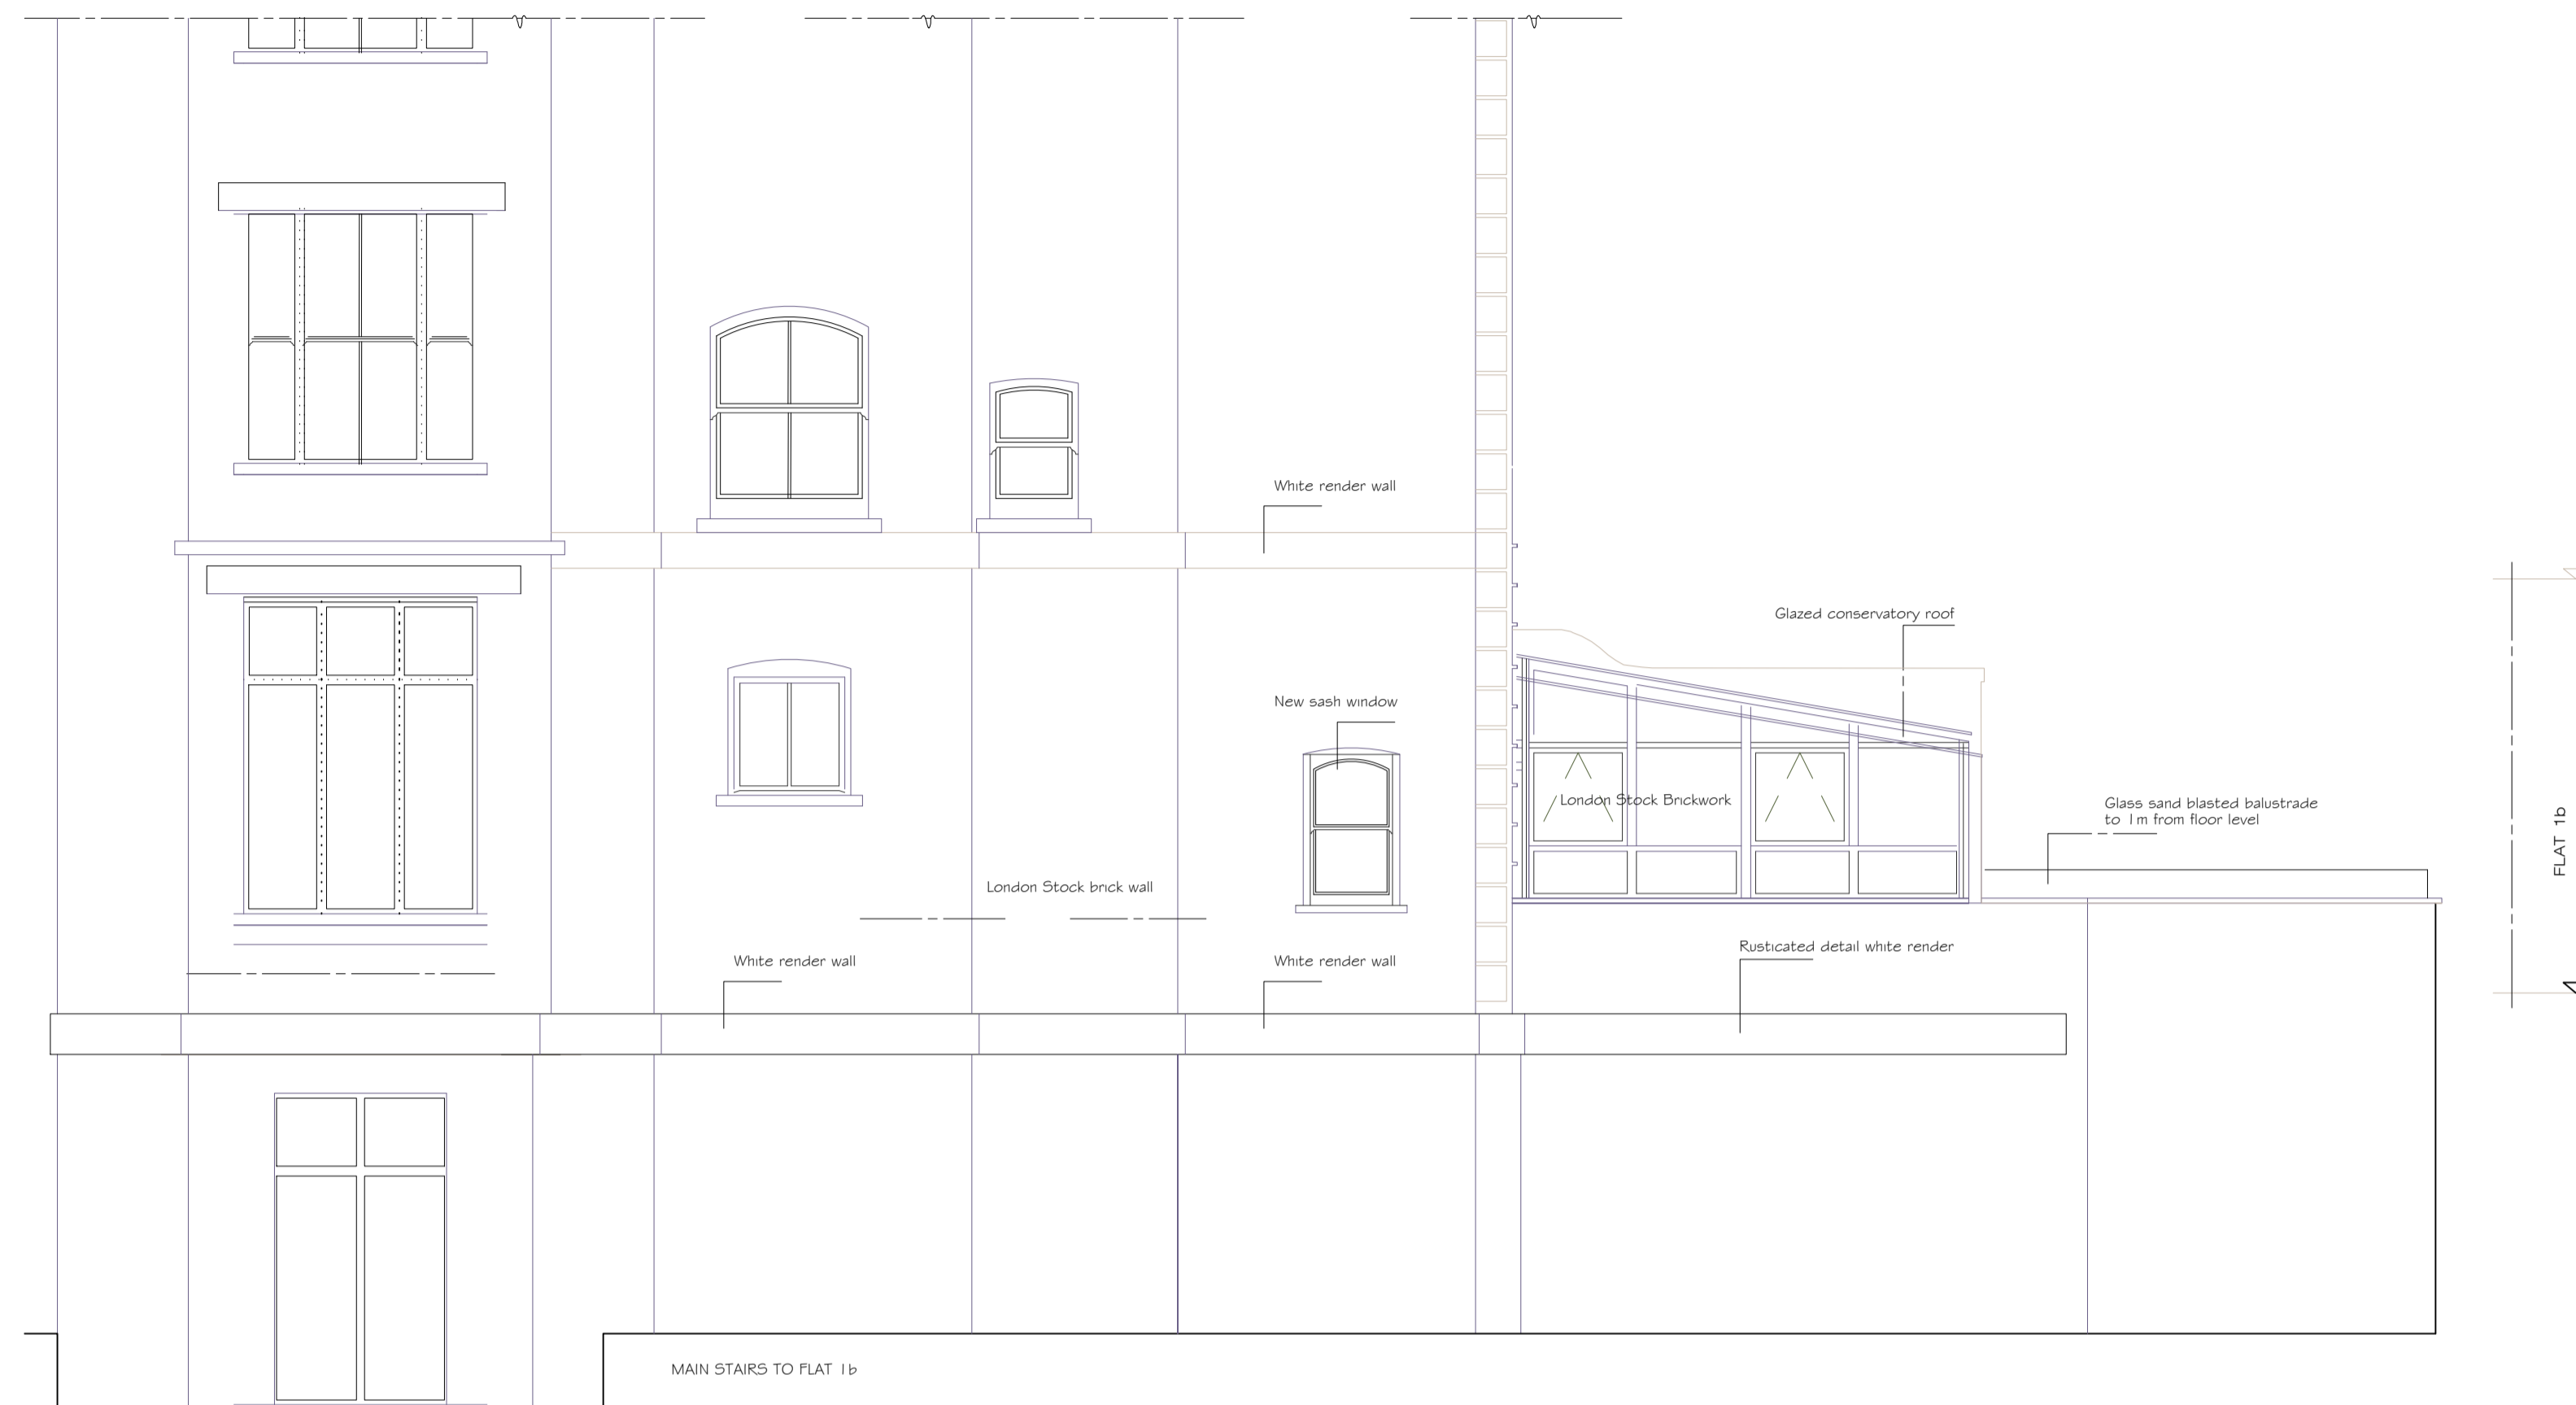 White render wall
Glazed conservatory roof
New sash window
London Stock Brickwork
Glass sand blasted balustrade
to 1m from floor level
FLAT 1b
London Stock brick wall
Rusticated detail white render
White render wall
White render wall
MAIN STAIRS TO FLAT 1b